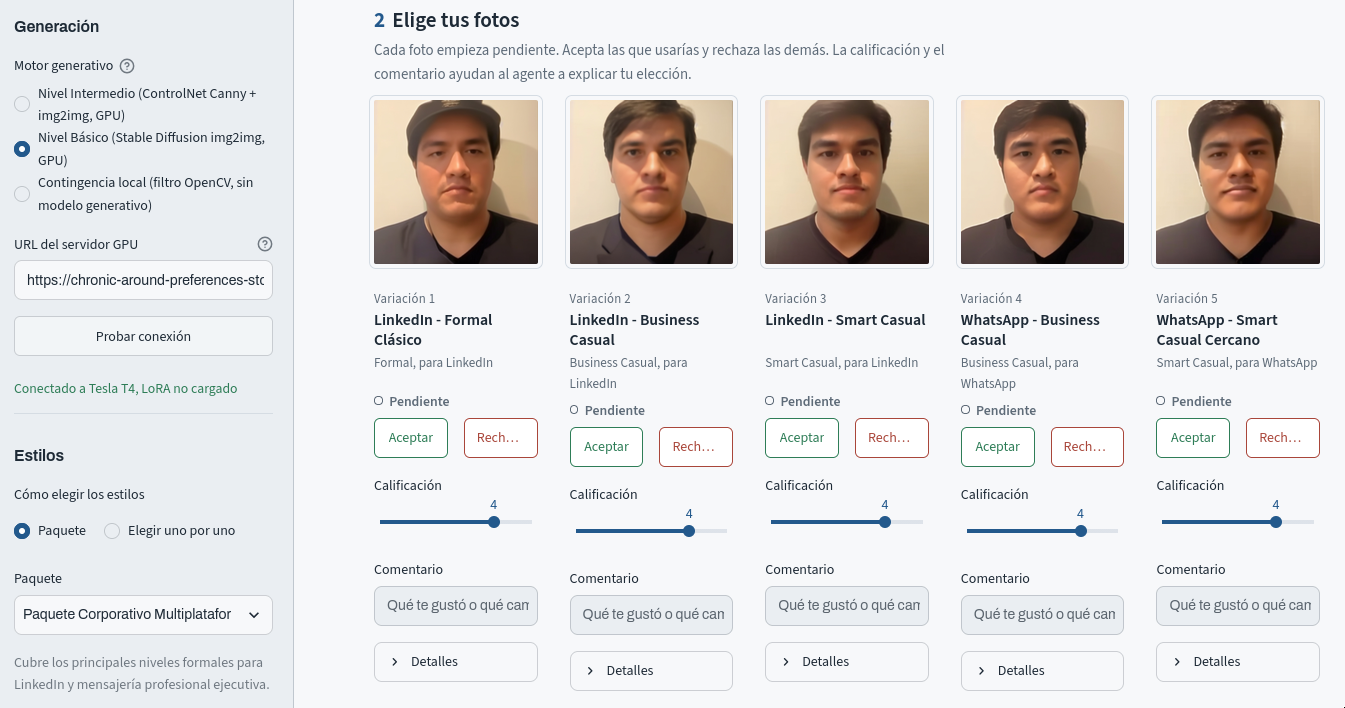 Generación
Motor generativo ?
Nivel Intermedio (ControlNet Canny +
img2img, GPU)
Nivel Básico (Stable Diffusion img2img,
GPU)
Contingencia local (filtro OpenCV, sin
modelo generativo)
URL del servidor GPU ?
https://chronic-around-preferences-stc
Probar conexión
Conectado a Tesla T4, LoRA no cargado
Estilos
Cómo elegir los estilos
Paquete Elegir uno por uno
Paquete
Paquete Corporativo Multiplatafor
Cubre los principales niveles formales para
LinkedIn y mensajería profesional ejecutiva.
2 Elige tus fotos
Cada foto empieza pendiente. Acepta las que usarías y rechaza las demás. La calificación y el
comentario ayudan al agente a explicar tu elección.
Variación 1
LinkedIn - Formal
Clásico
Formal, para LinkedIn
Pendiente
Aceptar Rech…
Calificación
4
Comentario
Qué te gustó o qué cam
Detalles
Variación 2
LinkedIn - Business
Casual
Business Casual, para
LinkedIn
Pendiente
Aceptar Rech…
Calificación
4
Comentario
Qué te gustó o qué cam
Detalles
Variación 3
LinkedIn - Smart Casual
Smart Casual, para LinkedIn
Pendiente
Aceptar Rech…
Calificación
4
Comentario
Qué te gustó o qué cam
Detalles
Variación 4
WhatsApp - Business
Casual
Business Casual, para
WhatsApp
Pendiente
Aceptar Rech…
Calificación
4
Comentario
Qué te gustó o qué cam
Detalles
Variación 5
WhatsApp - Smart
Casual Cercano
Smart Casual, para WhatsApp
Pendiente
Aceptar Rech…
Calificación
4
Comentario
Qué te gustó o qué cam
Detalles